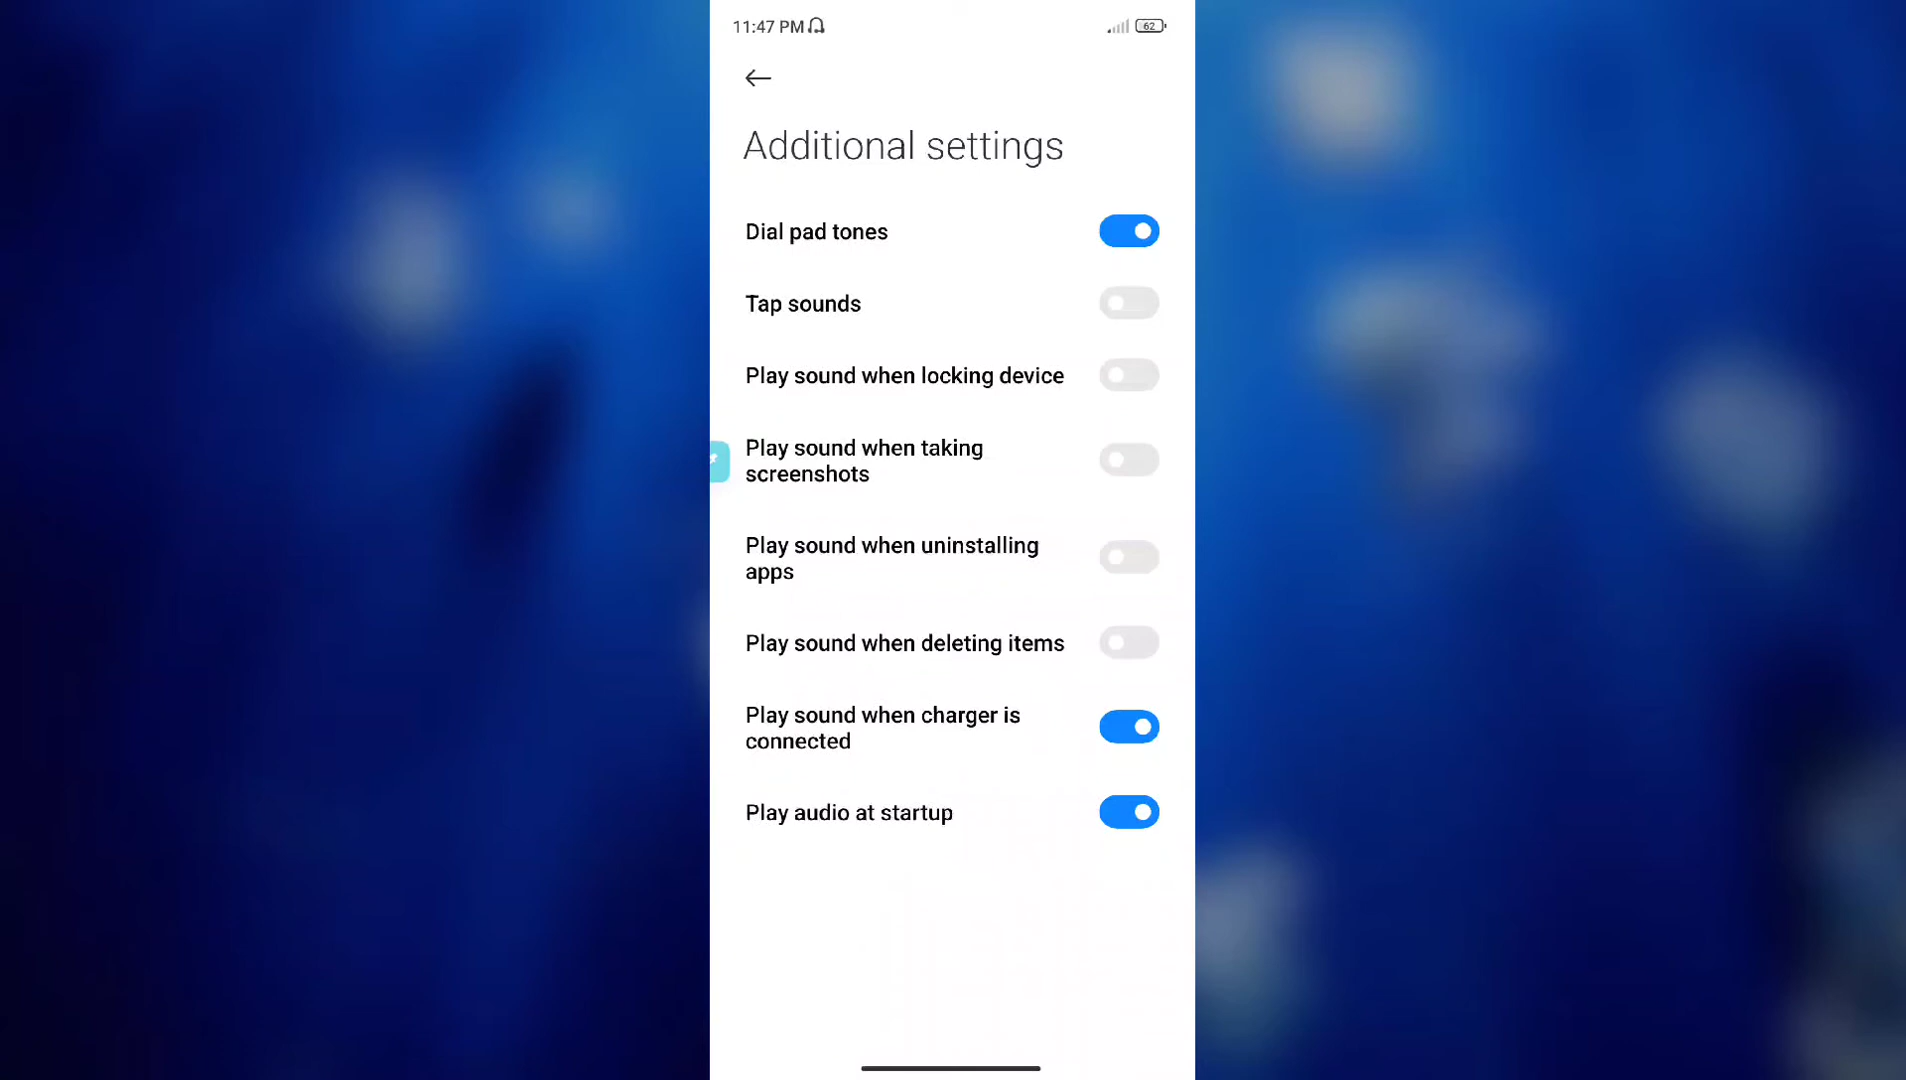 11:47 PM
62
Additional settings
Dial pad tones
Tap sounds
Play sound when locking device
Play sound when taking
screenshots
Play sound when uninstalling
apps
Play sound when deleting items
Play sound when charger is
connected
Play audio at startup